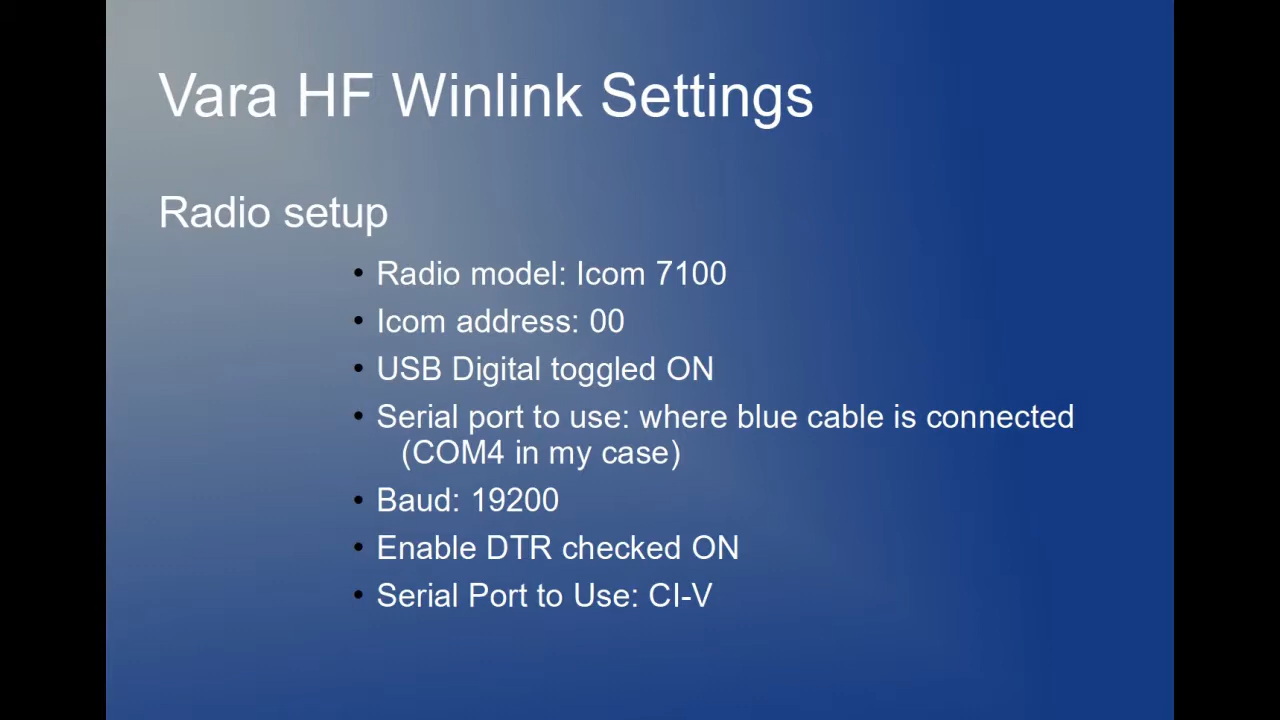 Vara HF Winlink Settings
Radio setup
• Radio model: Icom 7100
• Icom address: 00
• USB Digital toggled ON
• Serial port to use: where blue cable is connected
(COM4 in my case)
• Baud: 19200
• Enable DTR checked ON
• Serial Port to Use: CI-V